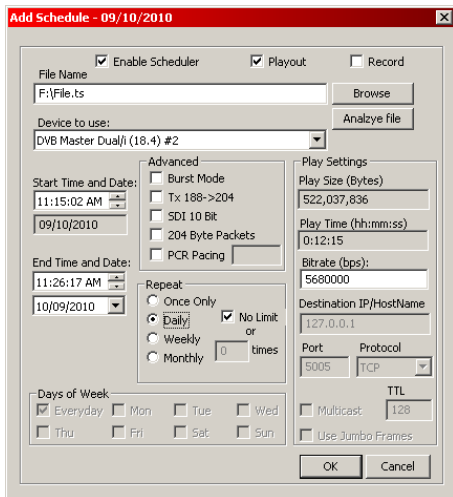 Add Schedule - 09/10/2010
Enable Scheduler
Playout
Record
File Name
F:\File.ts
Browse
Device to use:
Analzye file
DVB Master Dual/i (18.4) #2
Start Time and Date:
11:15:02 AM
09/10/2010
End Time and Date:
11:26:17 AM
10/09/2010
Advanced
Burst Mode
Tx 188->204
SDI 10 Bit
204 Byte Packets
PCR Pacing
Repeat
Once Only
Daily
Weekly
Monthly
No Limit
or
0 times
Play Settings
Play Size (Bytes)
522,037,836
Play Time (hh:mm:ss)
0:12:15
Bitrate (bps):
5680000
Destination IP/HostName
127.0.0.1
Port Protocol
5005 TCP
TTL
Multicast 128
Use Jumbo Frames
Days of Week
Everyday Mon Tue Wed
Thu Fri Sat Sun
OK Cancel